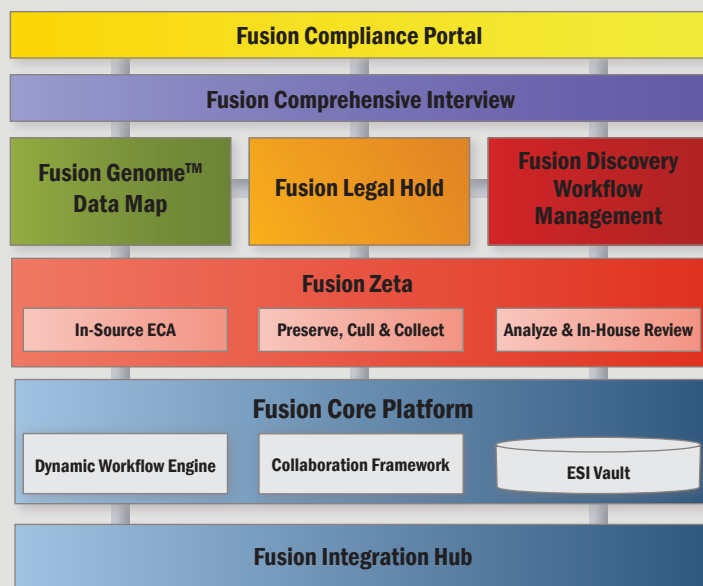 Fusion Compliance Portal
Fusion Comprehensive Interview
Fusion Genome™
Data Map
Fusion Legal Hold
Fusion Discovery
Workflow
Management
Fusion Zeta
In-Source ECA
Preserve, Cull & Collect
Analyze & In-House Review
Fusion Core Platform
Dynamic Workflow Engine
Collaboration Framework
ESI Vault
Fusion Integration Hub